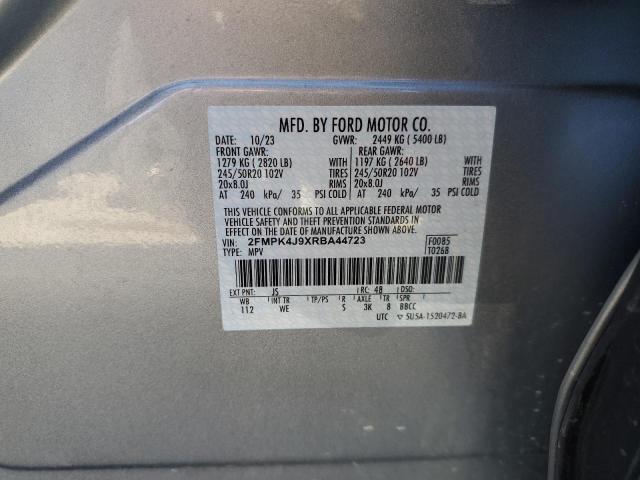 MFD. BY FORD MOTOR CO.
DATE: 10/23 GVWR: 2449 KG ( 5400 LB)
FRONT GAWR: REAR GAWR:
1279 KG ( 2820 LB) WITH 1197 KG ( 2640 LB) WITH
245/50R20 102V TIRES 245/50R20 102V TIRES
20x8.0J RIMS 20x8.0J RIMS
AT 240 kPa/ 35 PSI COLD AT 240 kPa/ 35 PSI COLD
THIS VEHICLE CONFORMS TO ALL APPLICABLE FEDERAL MOTOR
VEHICLE SAFETY AND THEFT PREVENTION STANDARDS IN
EFFECT ON THE DATE OF MANUFACTURE SHOWN ABOVE.
VIN: 2FMPK4J9XRBA44723 F0085
TYPE: MPV T0268
EXT PNT: JS RC: 48 DSO:
WB INT TR TP/PS R AXLE TR SPR
112 WE 5 3K 8 BBCC
UTC ▽ 5U5A-1520472-BA